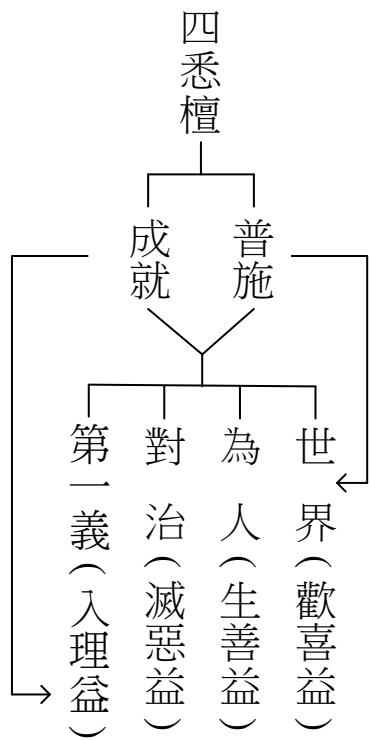 四悉檀
普施
成就
世界(歡喜益)
為人(生善益)
對治(滅惡益)
第一義(入理益)